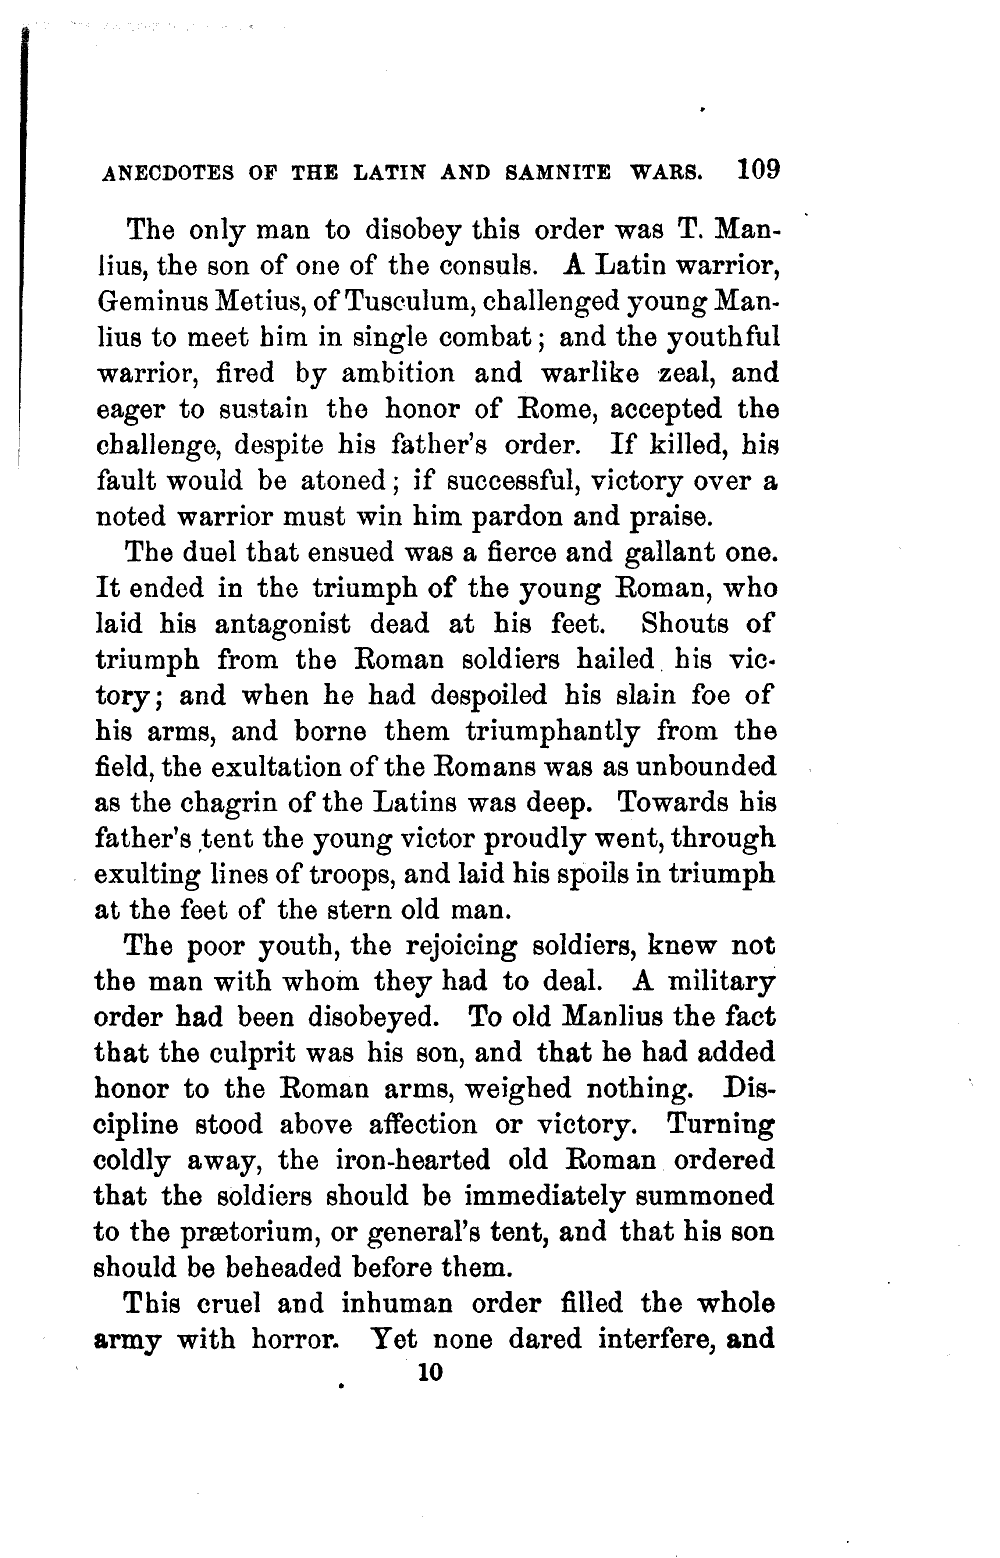 ANECDOTES OF THE LATIN AND SAMNITE WARS. 109
The only man to disobey this order was T. Man-
lius, the son of one of the consuls. A Latin warrior,
Geminus Metius, of Tusculum, challenged young Man-
lius to meet him in single combat; and the youthful
warrior, fired by ambition and warlike zeal, and
eager to sustain the honor of Rome, accepted the
challenge, despite his father's order. If killed, his
fault would be atoned; if successful, victory over a
noted warrior must win him pardon and praise.
The duel that ensued was a fierce and gallant one.
It ended in the triumph of the young Roman, who
laid his antagonist dead at his feet. Shouts of
triumph from the Roman soldiers hailed his vic-
tory; and when he had despoiled his slain foe of
his arms, and borne them triumphantly from the
field, the exultation of the Romans was as unbounded
as the chagrin of the Latins was deep. Towards his
father's tent the young victor proudly went, through
exulting lines of troops, and laid his spoils in triumph
at the feet of the stern old man.
The poor youth, the rejoicing soldiers, knew not
the man with whom they had to deal. A military
order had been disobeyed. To old Manlius the fact
that the culprit was his son, and that he had added
honor to the Roman arms, weighed nothing. Dis-
cipline stood above affection or victory. Turning
coldly away, the iron-hearted old Roman ordered
that the soldiers should be immediately summoned
to the prætorium, or general's tent, and that his son
should be beheaded before them.
This cruel and inhuman order filled the whole
army with horror. Yet none dared interfere, and
10